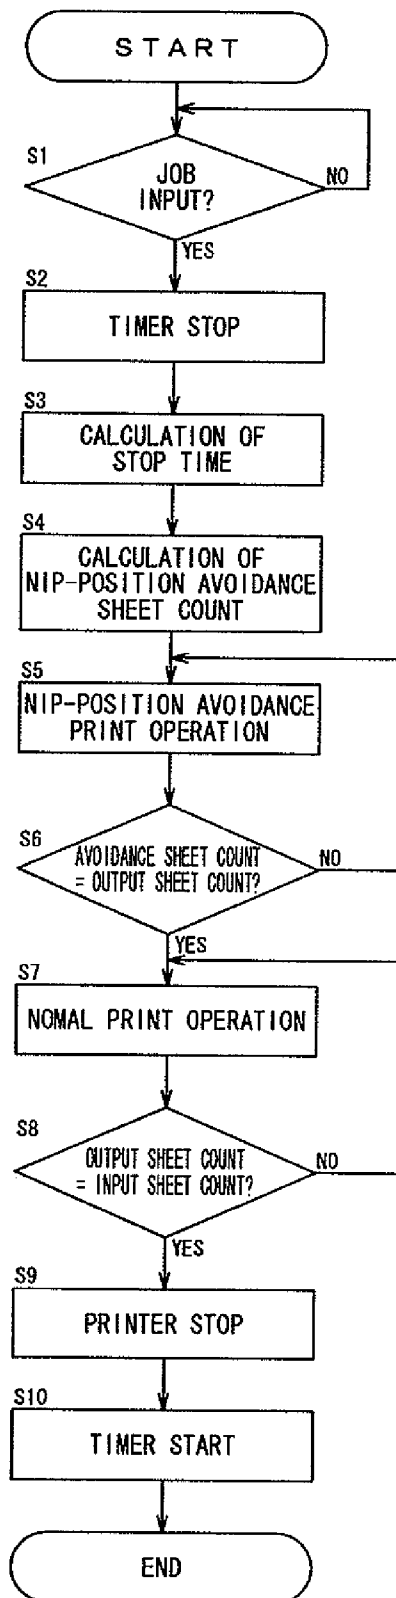 START
S1
JOB
INPUT?
NO
YES
S2
TIMER STOP
S3
CALCULATION OF
STOP TIME
S4
CALCULATION OF
NIP-POSITION AVOIDANCE
SHEET COUNT
S5
NIP-POSITION AVOIDANCE
PRINT OPERATION
S6
AVOIDANCE SHEET COUNT
= OUTPUT SHEET COUNT?
NO
YES
S7
NOMAL PRINT OPERATION
S8
OUTPUT SHEET COUNT
= INPUT SHEET COUNT?
NO
YES
S9
PRINTER STOP
S10
TIMER START
END